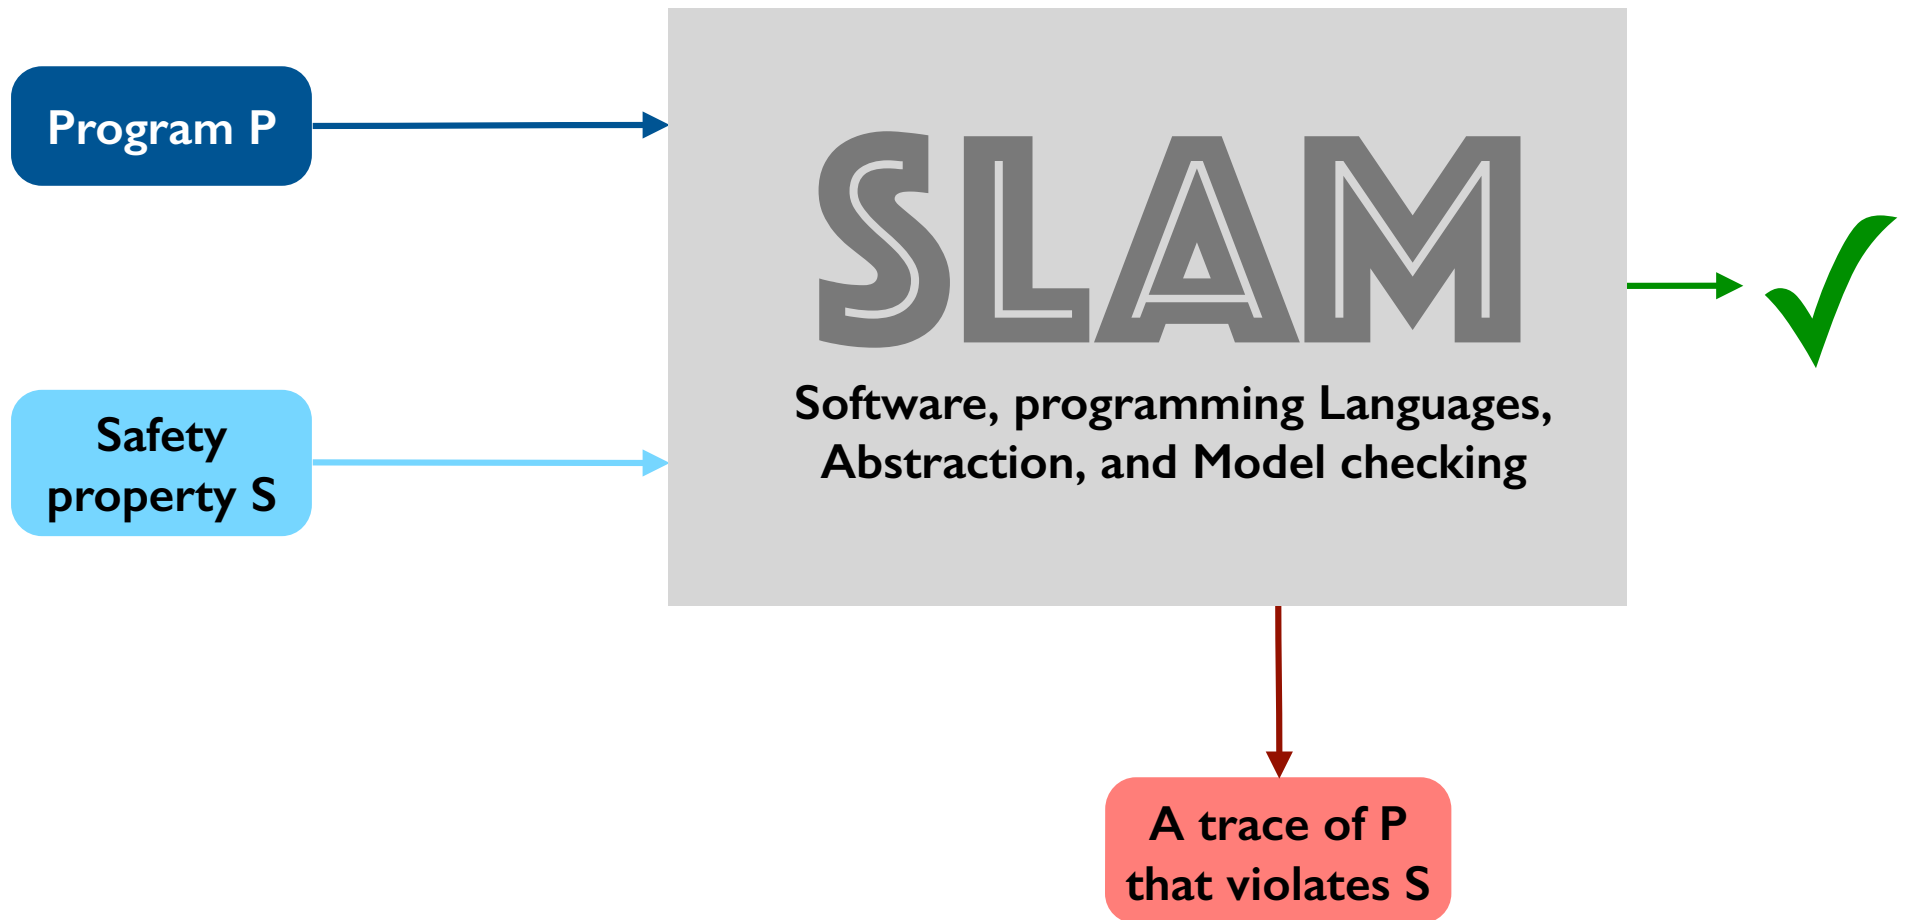 Program P
SLAM
Software, programming Languages,
Abstraction, and Model checking
Safety
property S
A trace of P
that violates S